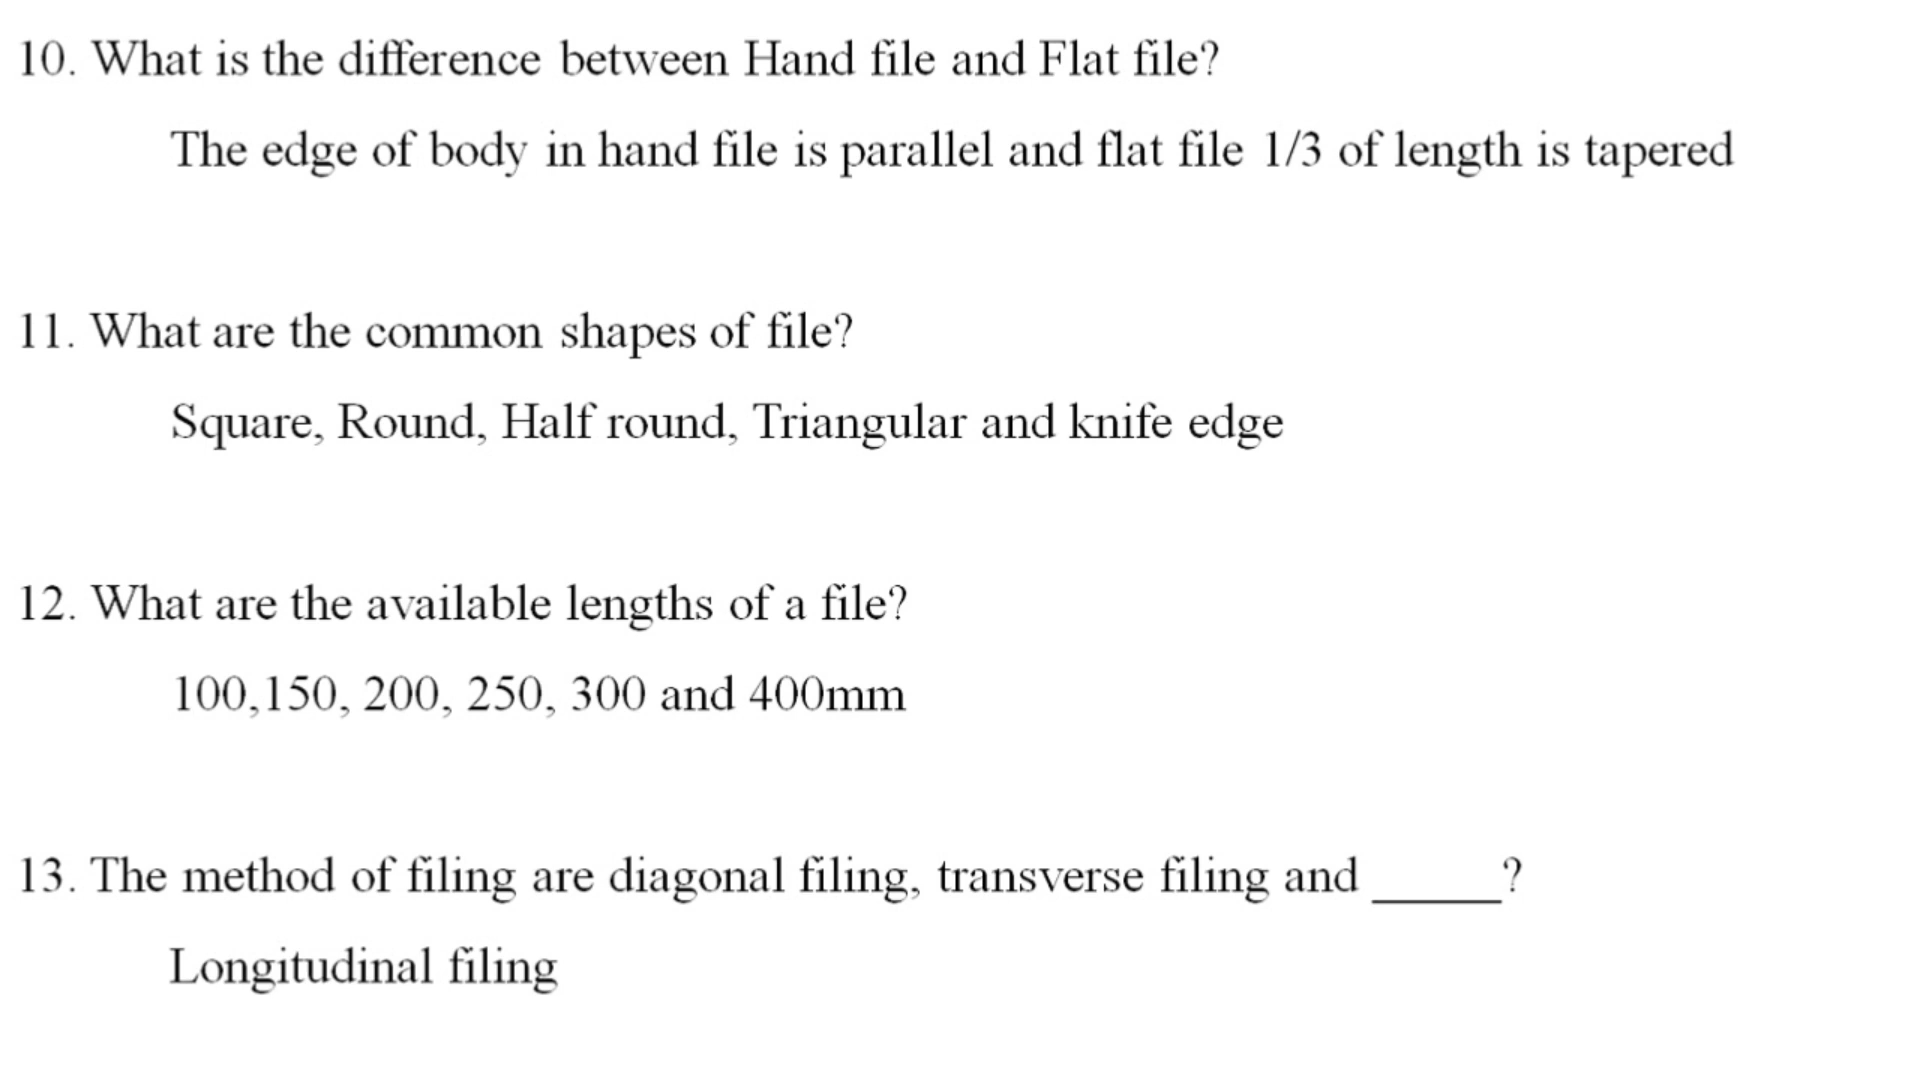 10. What is the difference between Hand file and Flat file?
The edge of body in hand file is parallel and flat file 1/3 of length is tapered
11. What are the common shapes of file?
Square, Round, Half round, Triangular and knife edge
12. What are the available lengths of a file?
100,150, 200, 250, 300 and 400mm
13. The method of filing are diagonal filing, transverse filing and _____?
Longitudinal filing